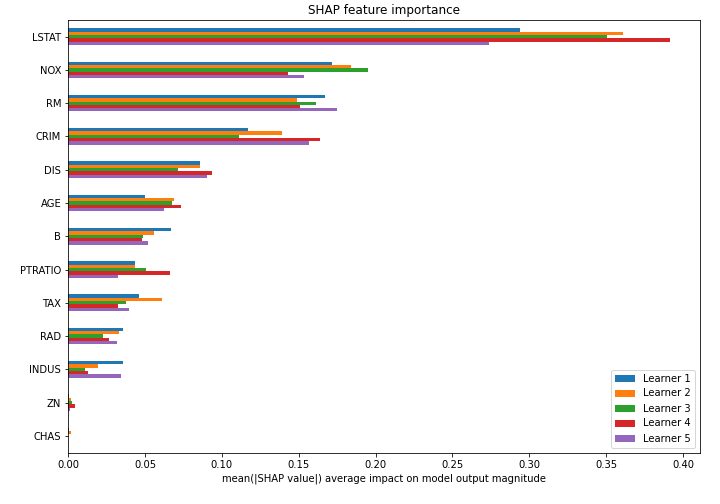 SHAP feature importance
LSTAT
NOX
RM
CRIM
DIS
AGE
B
PTRATIO
TAX
RAD
INDUS
ZN
CHAS
Learner 1
Learner 2
Learner 3
Learner 4
Learner 5
0.00 0.05 0.10 0.15 0.20 0.25 0.30 0.35 0.40
mean(|SHAP value|) average impact on model output magnitude